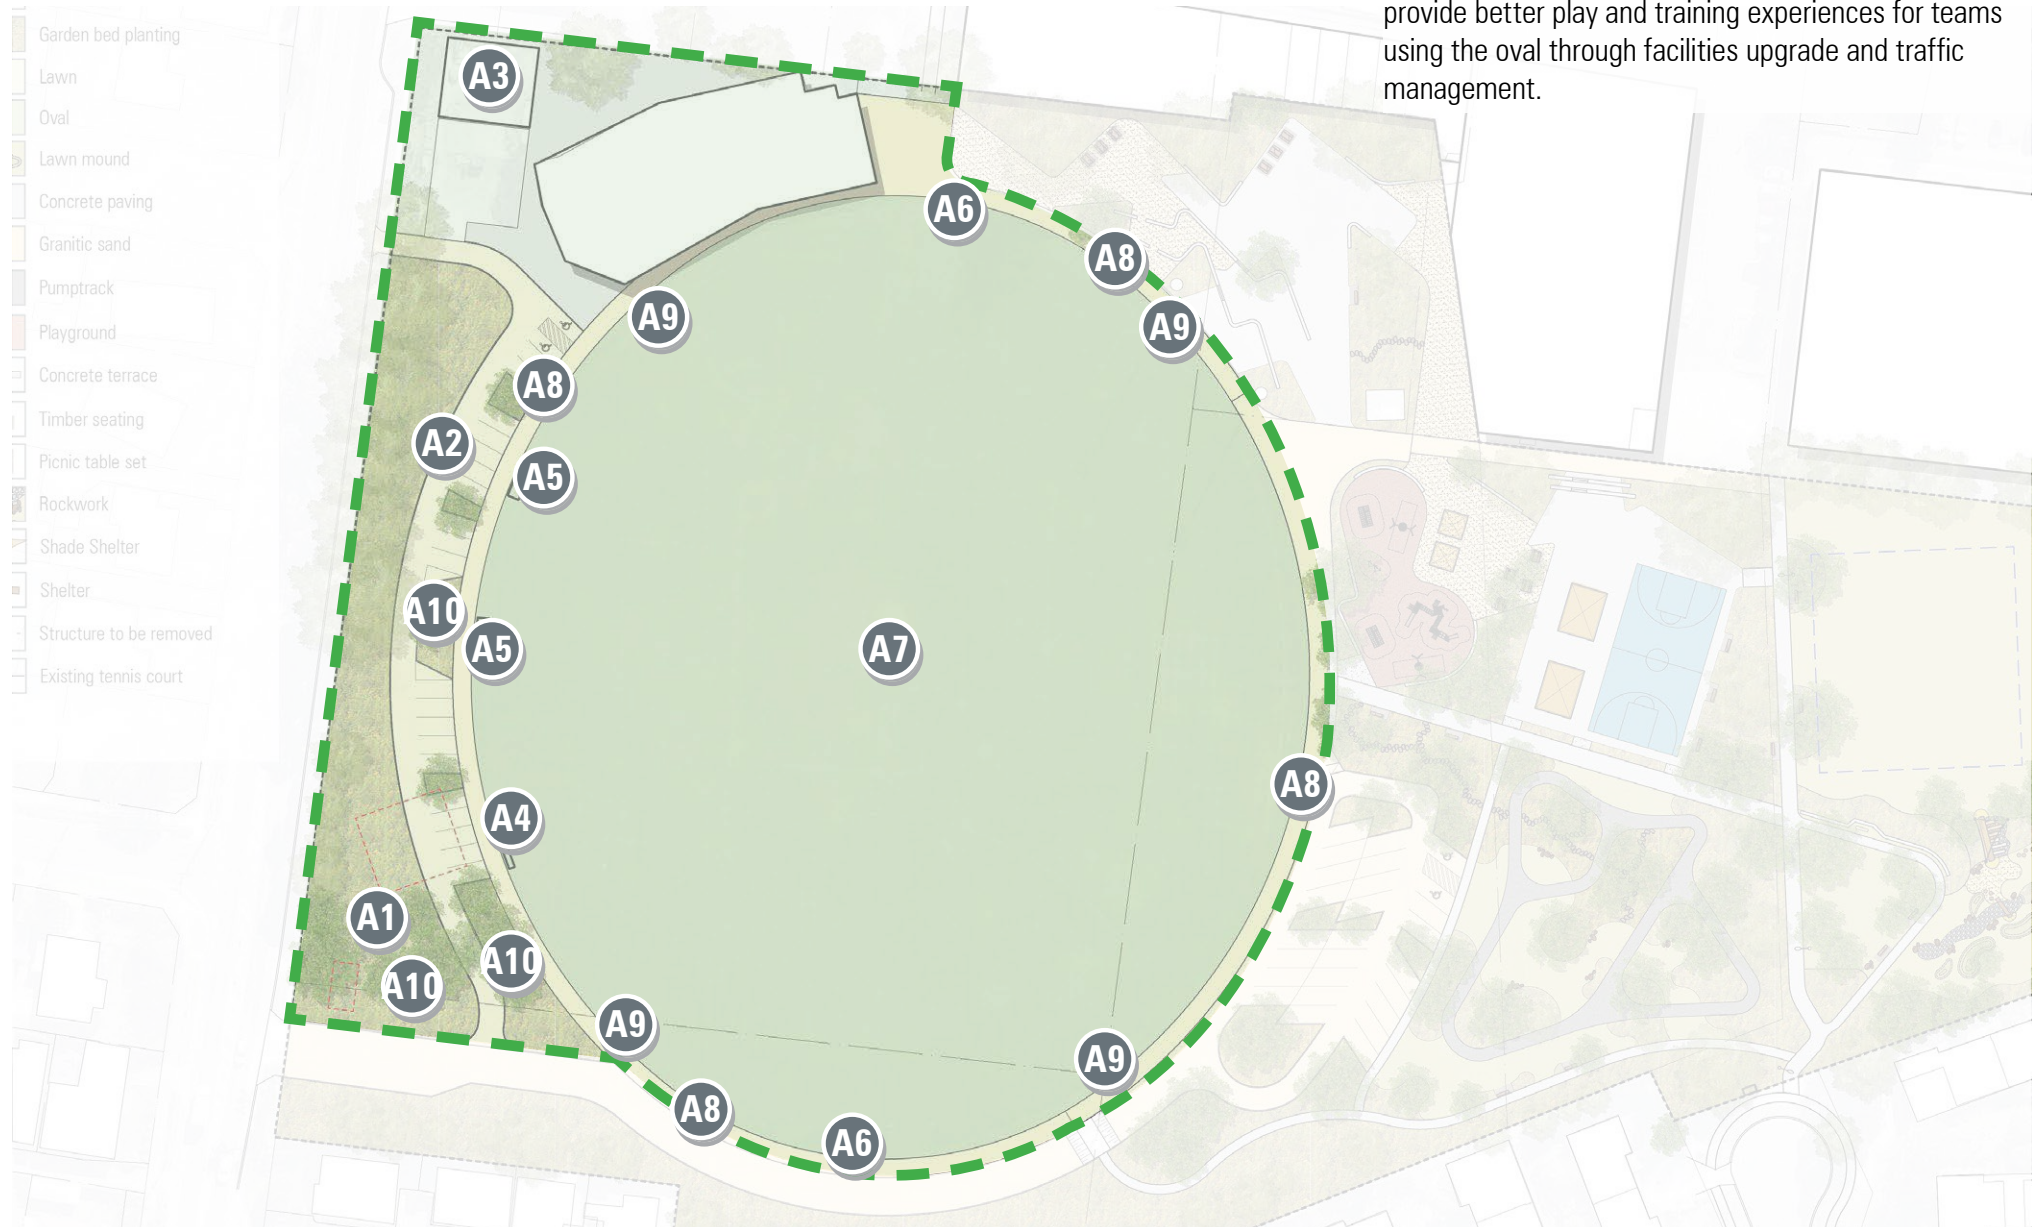 provide better play and training experiences for teams
using the oval through facilities upgrade and traffic
management.
Garden bed planting
Lawn
Oval
Lawn mound
Concrete paving
Granitic sand
Pumptrack
Playground
Concrete terrace
Timber seating
Picnic table set
Rockwork
Shade Shelter
Shelter
Structure to be removed
Existing tennis court
A3
A6
A8
A9
A9
A8
A2
A5
A10
A5
A7
A8
A4
A1
A10
A10
A9
A9
A8
A6